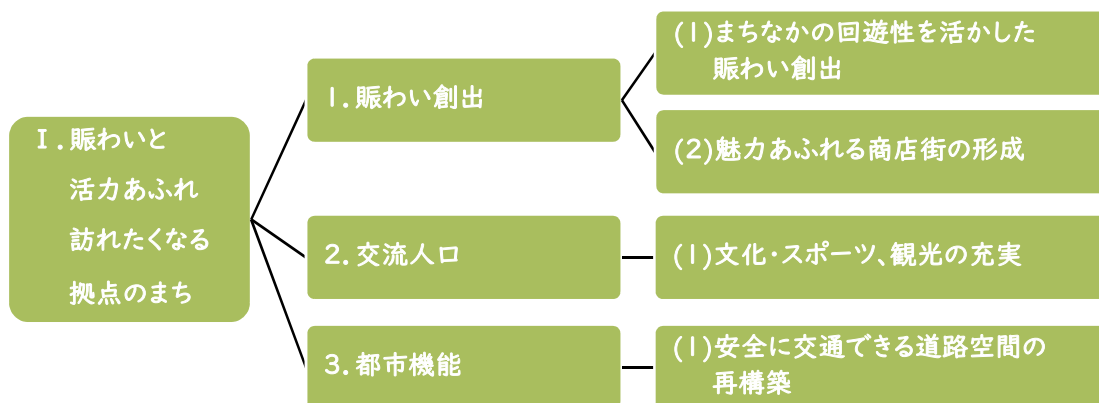 Ⅰ.賑わいと
活力あふれ
訪れたくなる
拠点のまち
1.賑わい創出
(1)まちなかの回遊性を活かした
賑わい創出
(2)魅力あふれる商店街の形成
2.交流人口
(1)文化・スポーツ、観光の充実
3.都市機能
(1)安全に交通できる道路空間の
再構築